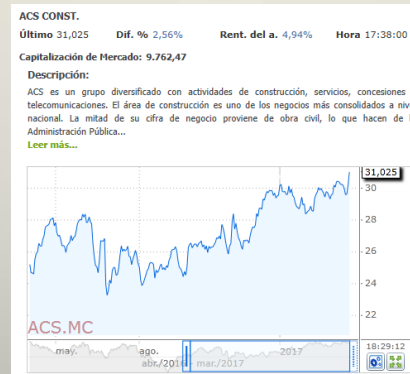 ACS CONST.
Último 31,025 Dif. % 2,56% Rent. del a. 4,94% Hora 17:38:00
Capitalización de Mercado: 9.762,47
Descripción:
ACS es un grupo diversificado con actividades de construcción, servicios, concesiones
telecomunicaciones. El área de construcción es uno de los negocios más consolidados a
nacional. La mitad de su cifra de negocio proviene de obra civil, lo que hacen de
Administración Pública...
Leer más...
31,025
30
28
26
24
22
ACS.MC
may. ago. 2017
mar./2017
18:29:12